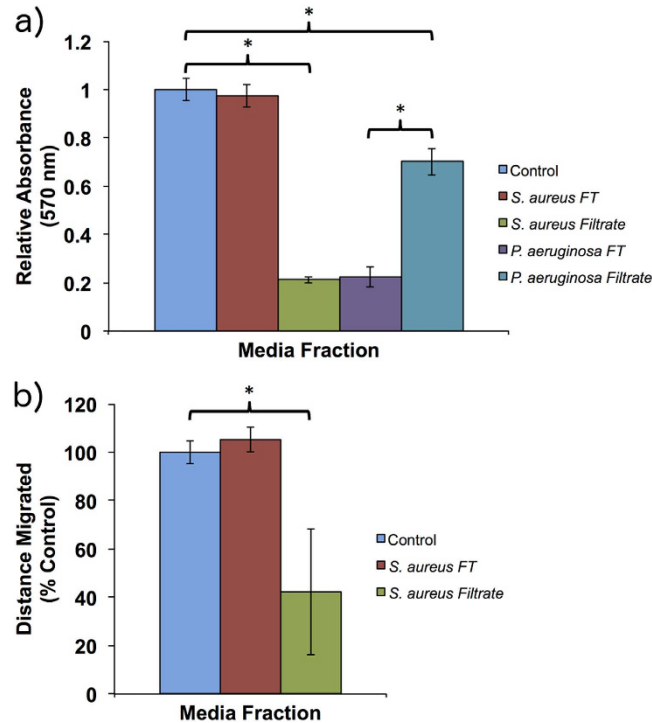 a)
*
*
*
1.2
1
0.8
0.6
0.4
0.2
0
Relative Absorbance
(570 nm)
Media Fraction
Control
S. aureus FT
S. aureus Filtrate
P. aeruginosa FT
P. aeruginosa Filtrate
b)
*
120
100
80
60
40
20
0
Distance Migrated
(% Control)
Media Fraction
Control
S. aureus FT
S. aureus Filtrate